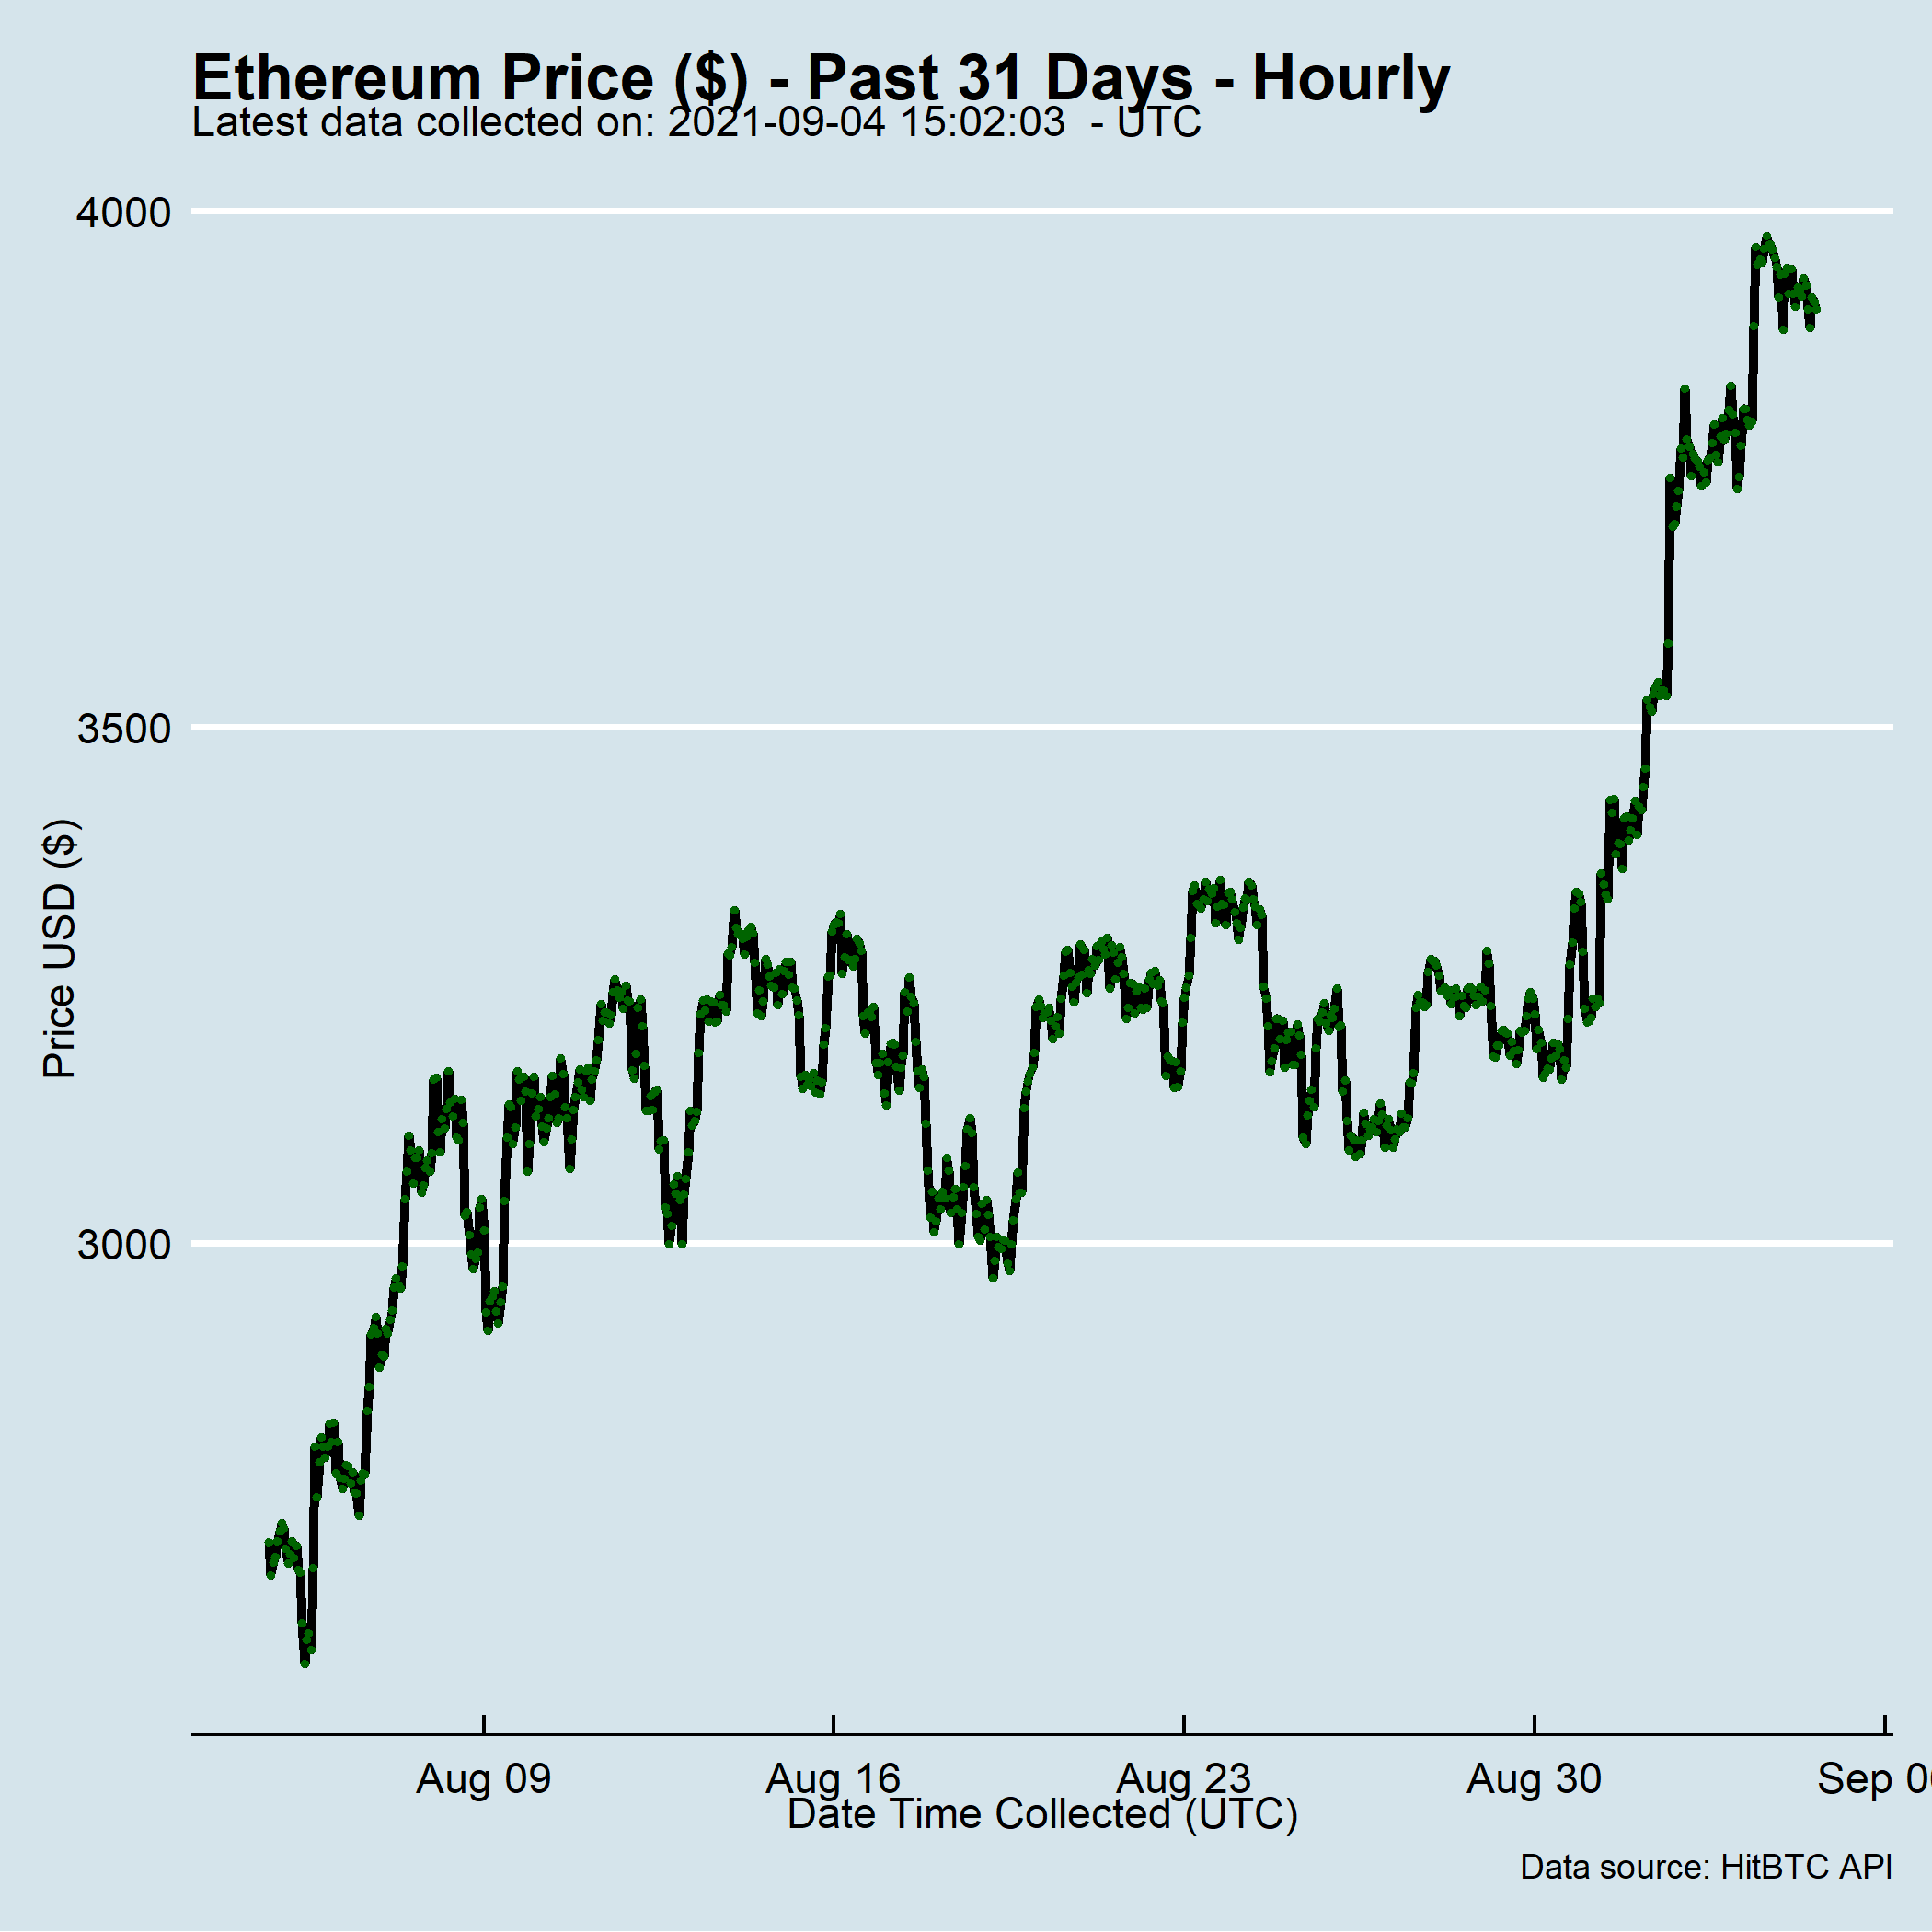 Ethereum Price ($) - Past 31 Days - Hourly
Latest data collected on: 2021-09-04 15:02:03  - UTC
4000
3500
3000
Price USD ($)
Aug 09 Aug 16 Aug 23 Aug 30 Sep 0
Date Time Collected (UTC)
Data source: HitBTC API